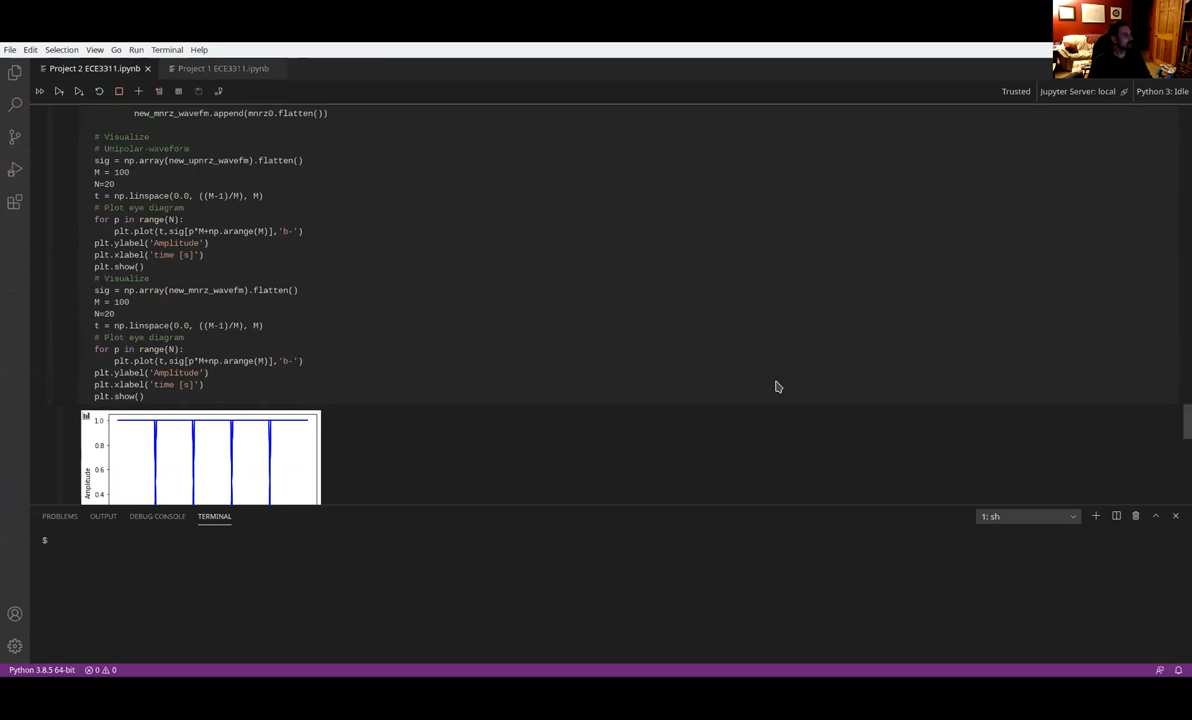 File Edit Selection View Go Run Terminal Help
Project 2 ECE3311.ipynb Project 1 ECE3311.ipynb
Trusted Jupyter Server: local Python 3: Idle
new_mnrz_wavefm.append(mnrz0.flatten())
# Visualize
# Unipolar-waveform
sig = np.array(new_upnrz_wavefm).flatten()
M = 100
N=20
t = np.linspace(0.0, ((M-1)/M), M)
# Plot eye diagram
for p in range(N):
plt.plot(t,sig[p*M+np.arange(M)],'b-')
plt.ylabel('Amplitude')
plt.xlabel('time [s]')
plt.show()
# Visualize
sig = np.array(new_mnrz_wavefm).flatten()
M = 100
N=20
t = np.linspace(0.0, ((M-1)/M), M)
# Plot eye diagram
for p in range(N):
plt.plot(t,sig[p*M+np.arange(M)],'b-')
plt.ylabel('Amplitude')
plt.xlabel('time [s]')
plt.show()
1.0
0.8
0.6
0.4
Amplitude
PROBLEMS OUTPUT DEBUG CONSOLE TERMINAL 1: sh
$
Python 3.8.5 64-bit 0 0